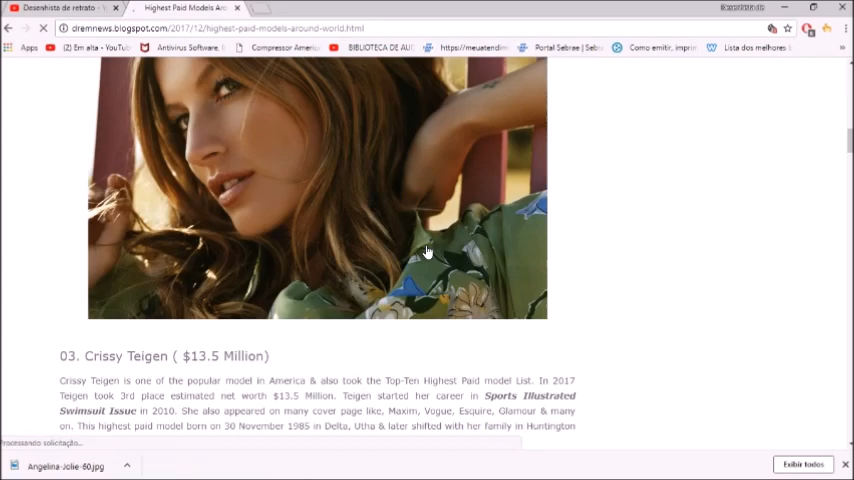 Desenhista de retrato - Y
Highest Paid Models Aro
dremnews.blogspot.com/2017/12/highest-paid-models-around-world.html
Apps
(2) Em alta - YouTub
Antivirus Software, I
Compressor Americ
BIBLIOTECA DE AUD
https://meuatendim
Portal Sebrae | Sebr
Como emitir, imprim
Lista dos melhores b
03. Crissy Teigen ( $13.5 Million)
Crissy Teigen is one of the popular model in America & also took the Top-Ten Highest Paid model List. In 2017
Teigen took 3rd place estimated net worth $13.5 Million. Teigen started her career in Sports Illustrated
Swimsuit Issue in 2010. She also appeared on many cover page like, Maxim, Vogue, Esquire, Glamour & many
on. This highest paid model born on 30 November 1985 in Delta, Utha & later shifted with her family in Huntington
Processando solicitação...
Angelina-Jolie-60.jpg
Exibir todos